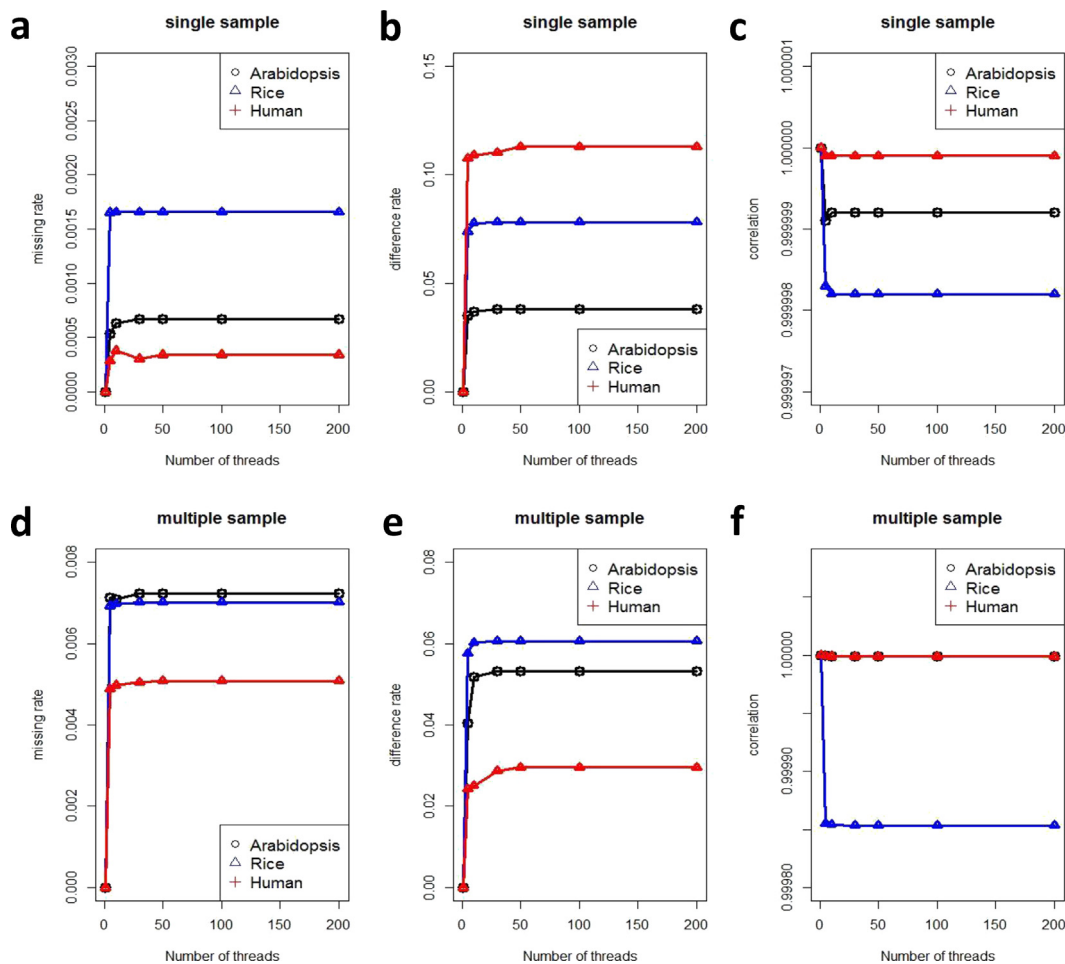 a
single sample
0.0030
0.0025
0.0020
0.0015
0.0010
0.0005
0.0000
missing rate
0
50
100
150
200
Number of threads
Arabidopsis
Rice
Human
b
single sample
0.15
0.10
0.05
0.00
difference rate
0
50
100
150
200
Number of threads
Arabidopsis
Rice
Human
c
single sample
1.000001
1.000000
0.999999
0.999998
0.999997
correlation
0
50
100
150
200
Number of threads
Arabidopsis
Rice
Human
d
multiple sample
0.008
0.006
0.004
0.002
0.000
missing rate
0
50
100
150
200
Number of threads
Arabidopsis
Rice
Human
e
multiple sample
0.08
0.06
0.04
0.02
0.00
difference rate
0
50
100
150
200
Number of threads
Arabidopsis
Rice
Human
f
multiple sample
1.00000
0.99990
0.99980
correlation
0
50
100
150
200
Number of threads
Arabidopsis
Rice
Human